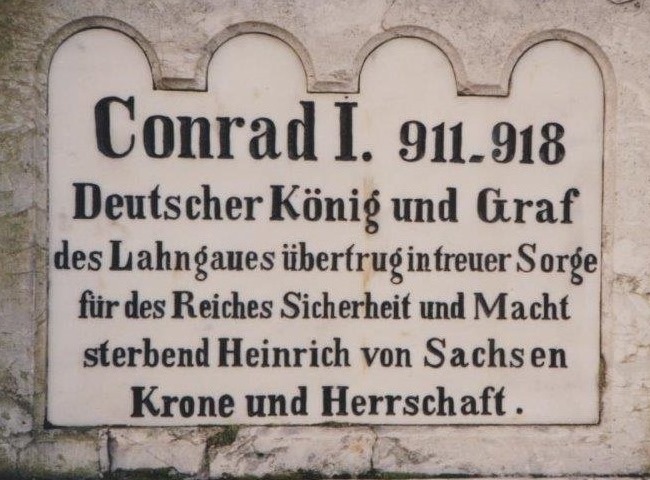 Conrad I. 911-918
Deutscher König und Graf
des Lahngaues übertrug in treuer Sorge
für des Reiches Sicherheit und Macht
sterbend Heinrich von Sachsen
Krone und Herrschaft.